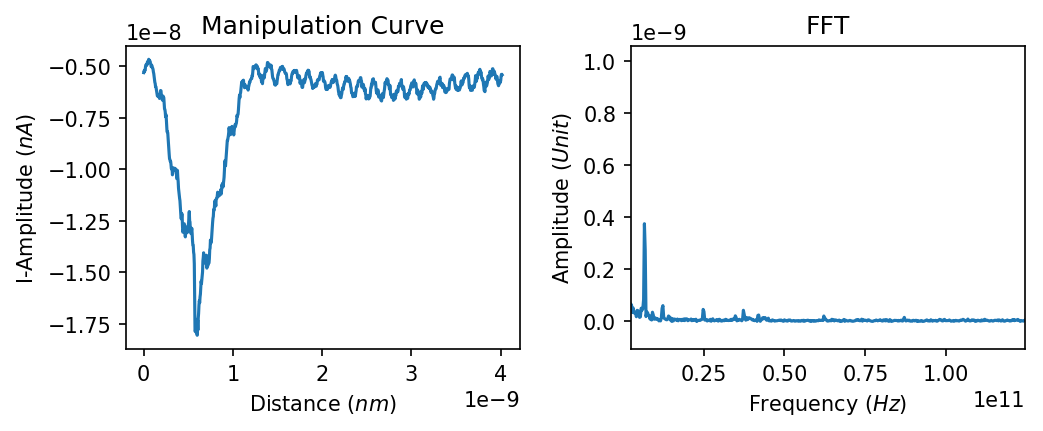 Manipulation Curve
1e−8
−0.50
−0.75
−1.00
−1.25
−1.50
−1.75
I-Amplitude (nA)
0
1
2
3
4
1e−9
Distance (nm)
FFT
1e−9
1.0
0.8
0.6
0.4
0.2
0.0
Amplitude (Unit)
0.25
0.50
0.75
1.00
1e11
Frequency (Hz)